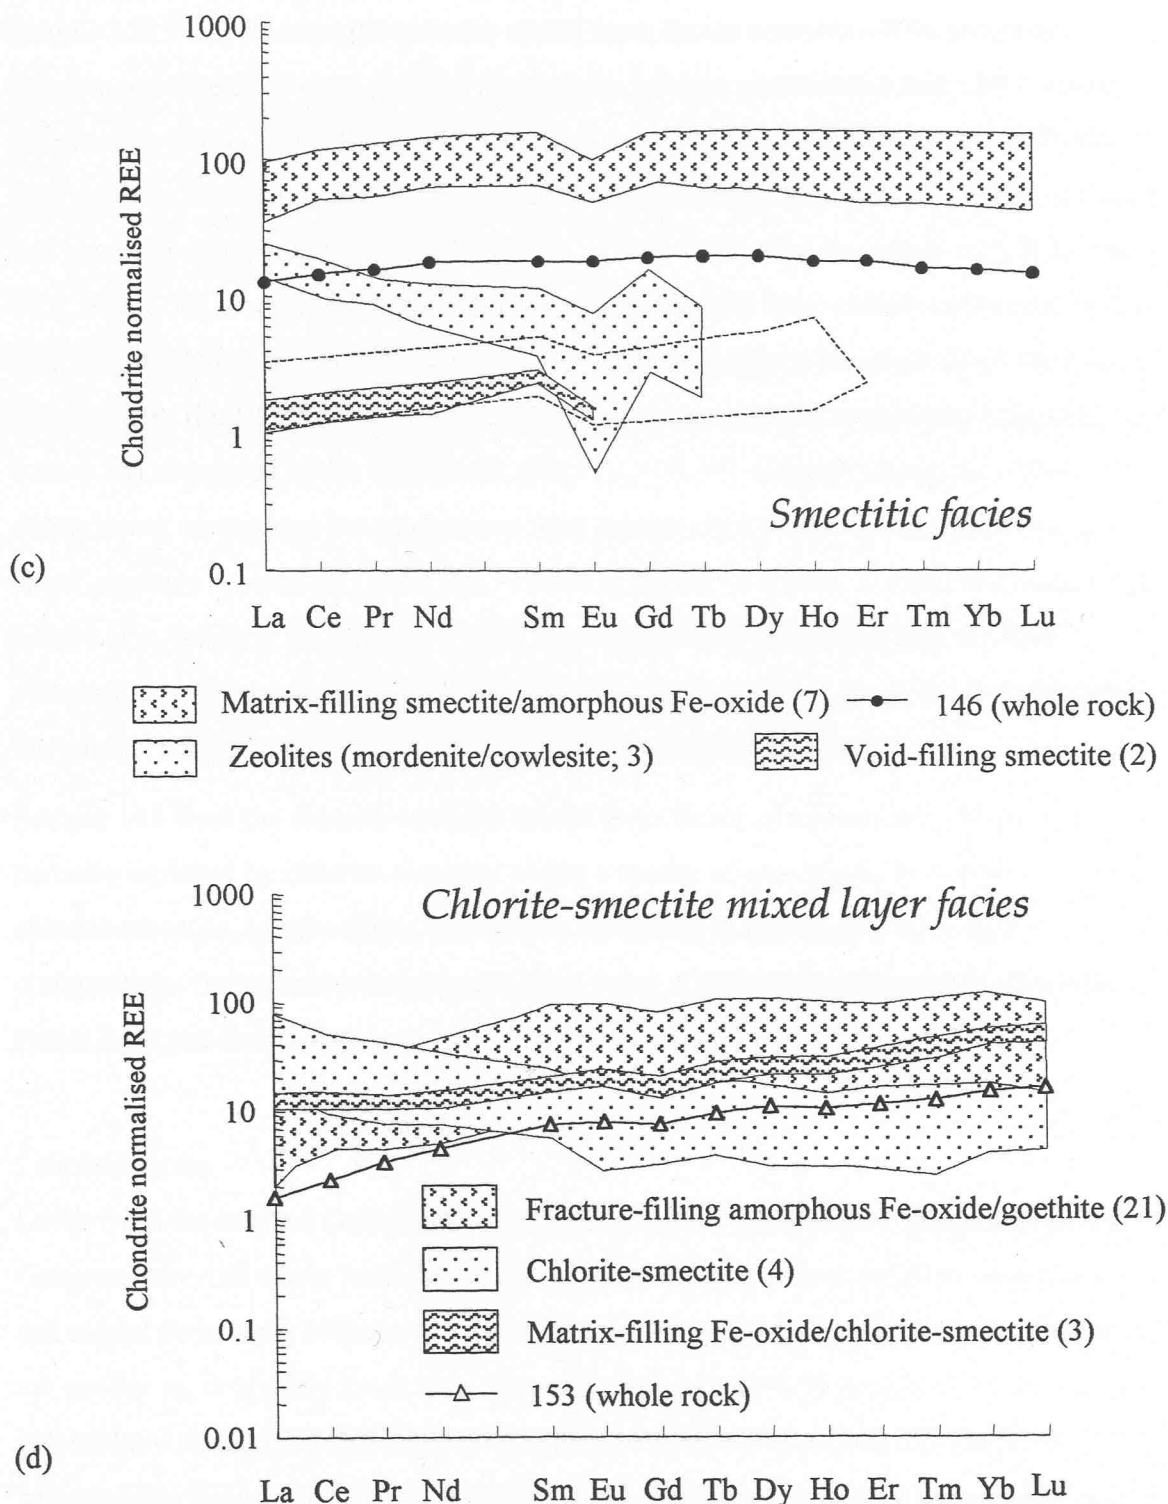 1000
100
10
1
0.1
Chondrite normalised REE
Smectitic facies
(c)
La Ce Pr Nd Sm Eu Gd Tb Dy Ho Er Tm Yb Lu
Matrix-filling smectite/amorphous Fe-oxide (7) 146 (whole rock)
Zeolites (mordenite/cowlesite; 3) Void-filling smectite (2)
1000
100
10
1
0.1
0.01
Chondrite normalised REE
Chlorite-smectite mixed layer facies
Fracture-filling amorphous Fe-oxide/goethite (21)
Chlorite-smectite (4)
Matrix-filling Fe-oxide/chlorite-smectite (3)
153 (whole rock)
(d)
La Ce Pr Nd Sm Eu Gd Tb Dy Ho Er Tm Yb Lu